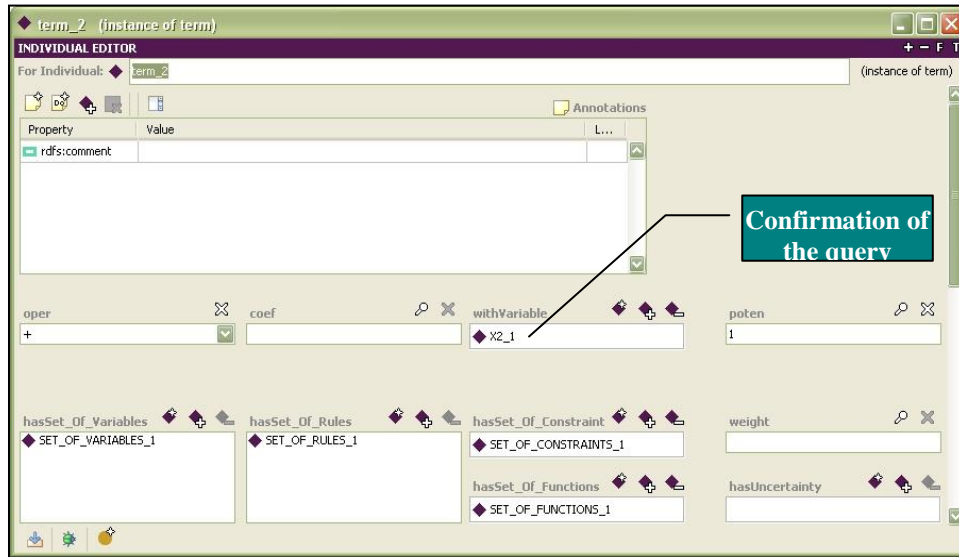 term_2 (instance of term)
INDIVIDUAL EDITOR + - F T
For Individual: term_2 (instance of term)
Annotations
Property Value L...
rdfs:comment
Confirmation of
the query
oper coef withVariable poten
+ X2_1 1
hasSet_Of_Variables hasSet_Of_Rules hasSet_Of_Constraint weight
SET_OF_VARIABLES_1 SET_OF_RULES_1 SET_OF_CONSTRAINTS_1
hasSet_Of_Functions hasUncertainty
SET_OF_FUNCTIONS_1